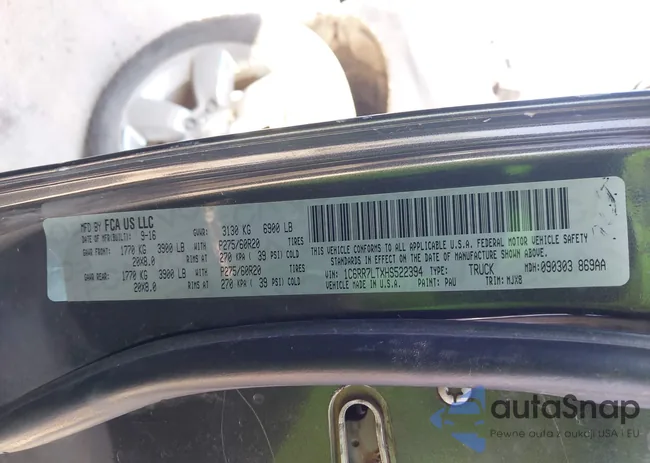 MFD BY FCA US LLC
DATE OF MFR(BUILT): 9-16 GVWR: 3130 KG 6900 LB
GAWR FRONT: 1770 KG 3900 LB WITH P275/60R20 TIRES
20X8.0 RIMS AT 270 KPA ( 39 PSI) COLD
GAWR REAR: 1770 KG 3900 LB WITH P275/60R20 TIRES
20X8.0 RIMS AT 270 KPA ( 39 PSI) COLD
THIS VEHICLE CONFORMS TO ALL APPLICABLE U.S.A. FEDERAL MOTOR VEHICLE SAFETY
STANDARDS IN EFFECT ON THE DATE OF MANUFACTURE SHOWN ABOVE.
VIN: 1C6RR7LTXHS522394 TYPE: TRUCK MDH: 090303 869AA
VEHICLE MADE IN U.S.A. PAINT: PAU TRIM: MJX8
autaSnap
Pewne auta z aukcji USA i EU